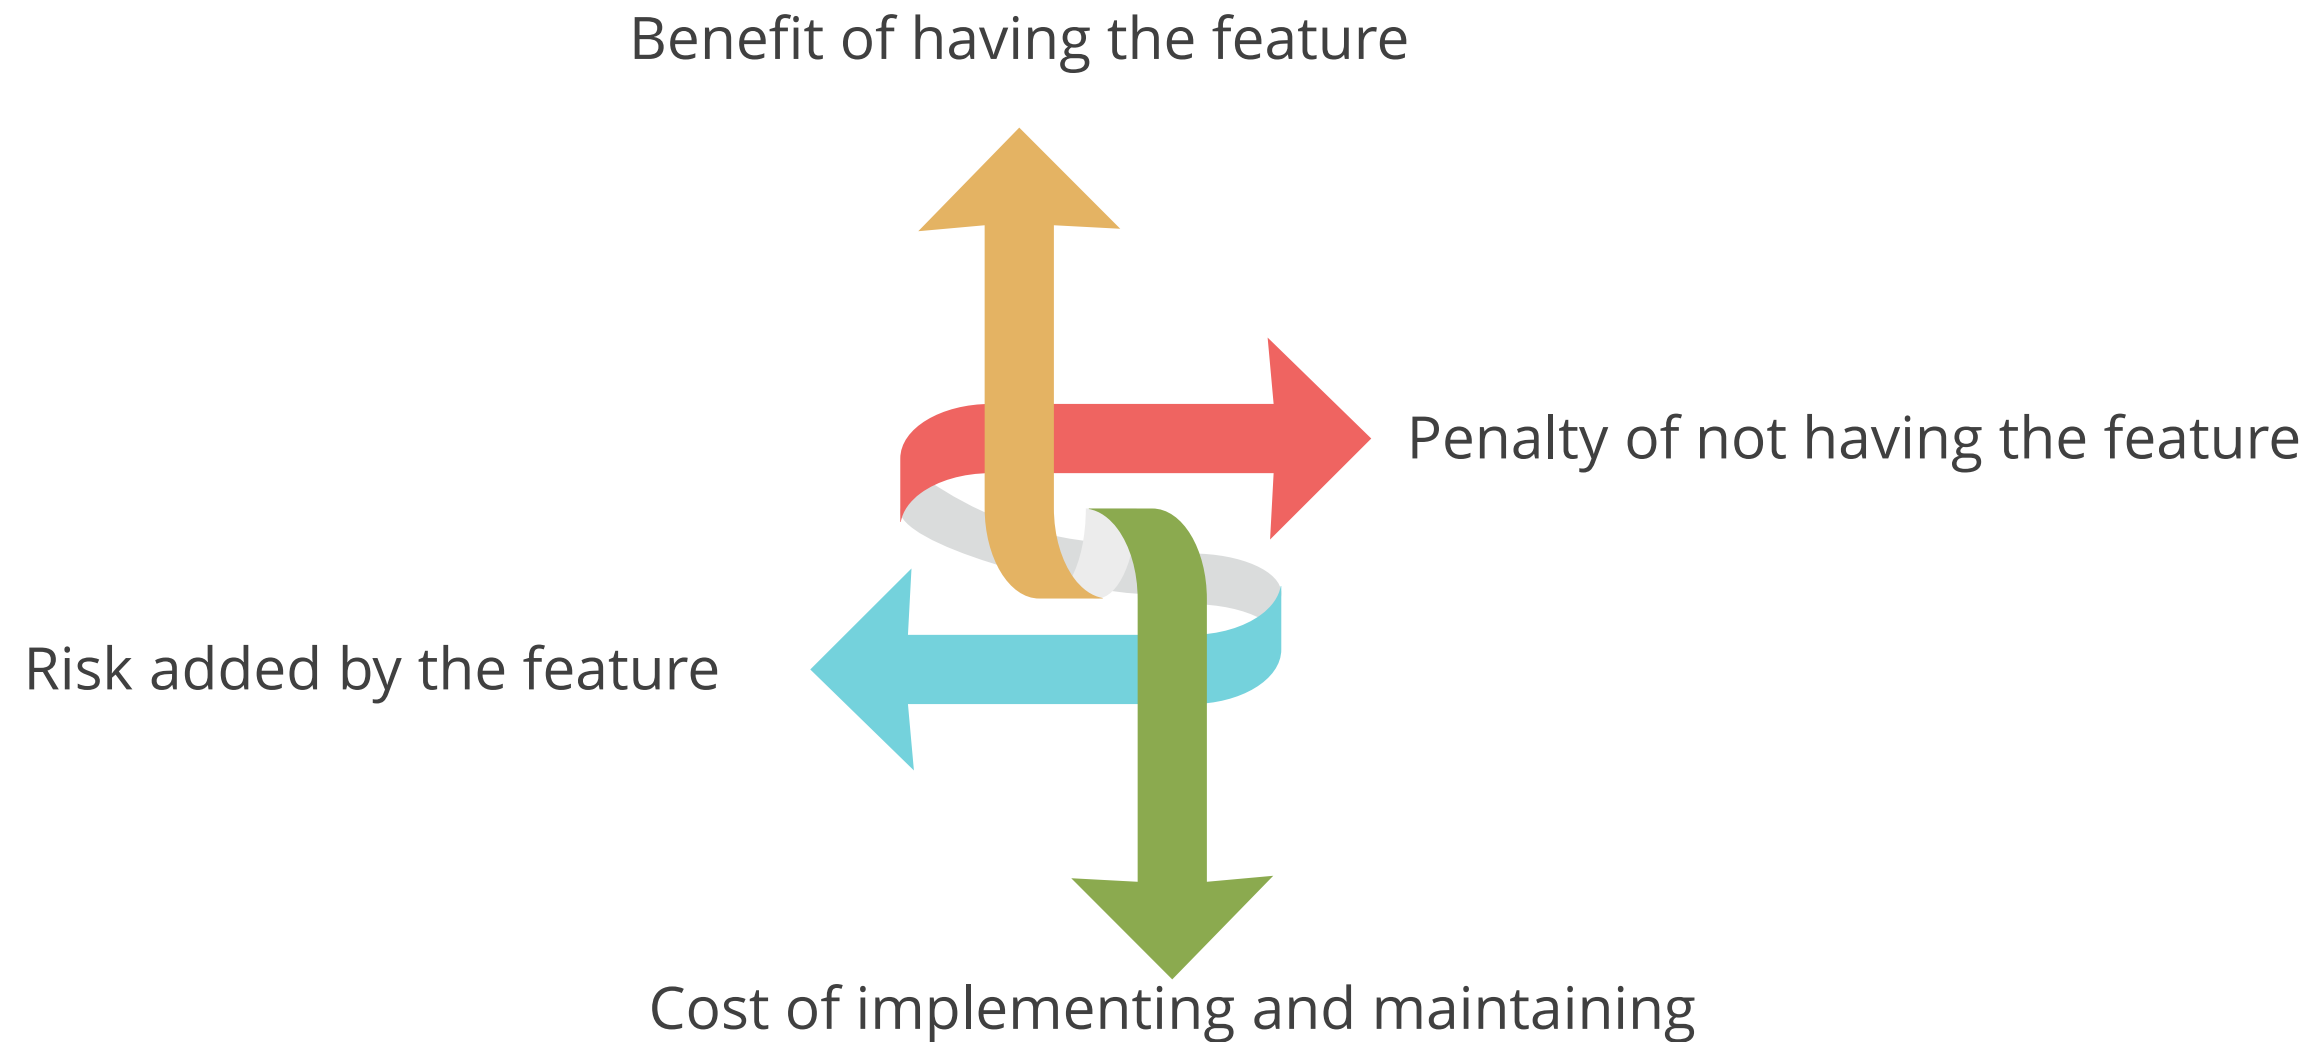 Benefit of having the feature
Penalty of not having the feature
Risk added by the feature
Cost of implementing and maintaining